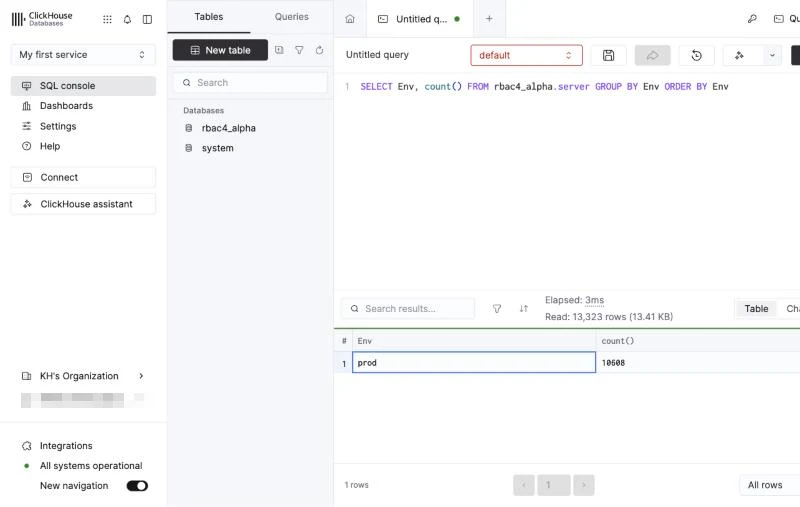 ClickHouse
Databases
My first service
SQL console
Dashboards
Settings
Help
Connect
ClickHouse assistant
KH's Organization
Integrations
All systems operational
New navigation
Tables
Queries
New table
Search
Databases
rbac4_alpha
system
Untitled q...
+
Untitled query
default
1 SELECT Env, count() FROM rbac4_alpha.server GROUP BY Env ORDER BY Env
Search results...
Elapsed: 3ms
Read: 13,323 rows (13.41 KB)
Table
# Env count()
1 prod 10608
1 rows
‹ 1 ›
All rows